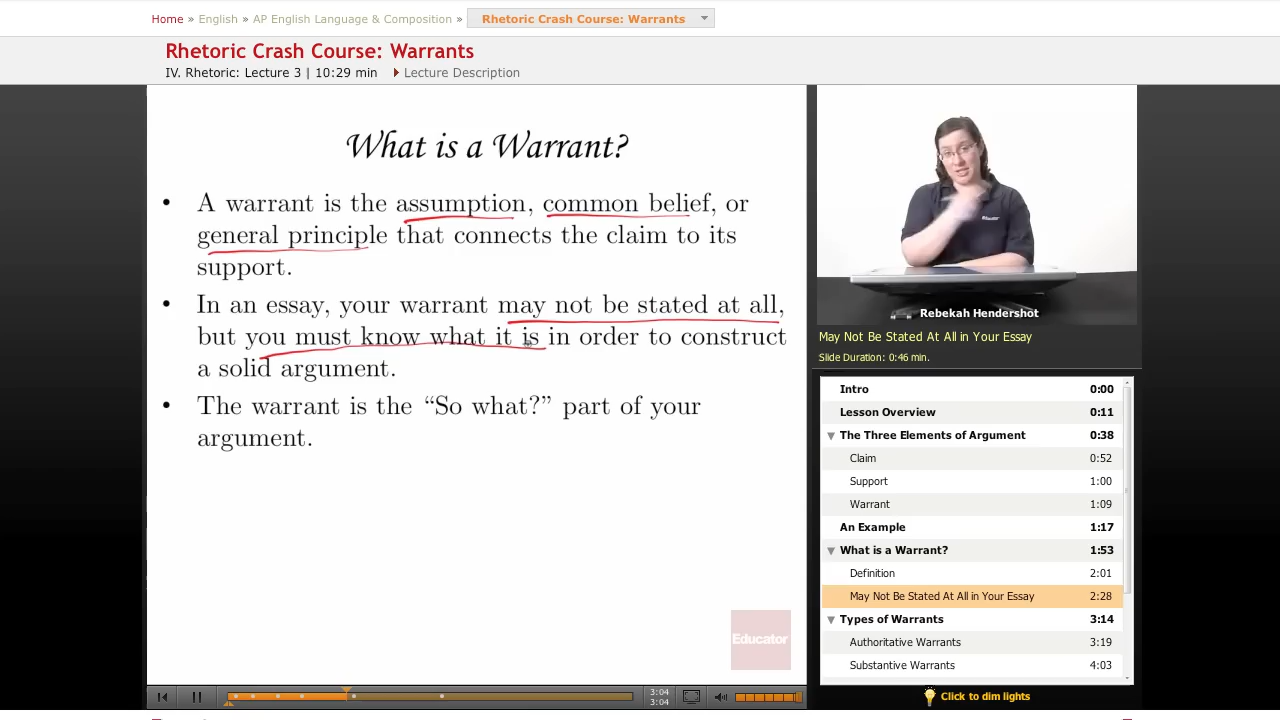 Home » English » AP English Language & Composition » Rhetoric Crash Course: Warrants
Rhetoric Crash Course: Warrants
IV. Rhetoric: Lecture 3 | 10:29 min Lecture Description
What is a Warrant?
• A warrant is the assumption, common belief, or
general principle that connects the claim to its
support.
• In an essay, your warrant may not be stated at all,
but you must know what it is in order to construct
a solid argument.
• The warrant is the “So what?” part of your
argument.
Educator
3:04
3:04
Rebekah Hendershot
May Not Be Stated At All in Your Essay
Slide Duration: 0:46 min.
Intro 0:00
Lesson Overview 0:11
The Three Elements of Argument 0:38
Claim 0:52
Support 1:00
Warrant 1:09
An Example 1:17
What is a Warrant? 1:53
Definition 2:01
May Not Be Stated At All in Your Essay 2:28
Types of Warrants 3:14
Authoritative Warrants 3:19
Substantive Warrants 4:03
Click to dim lights